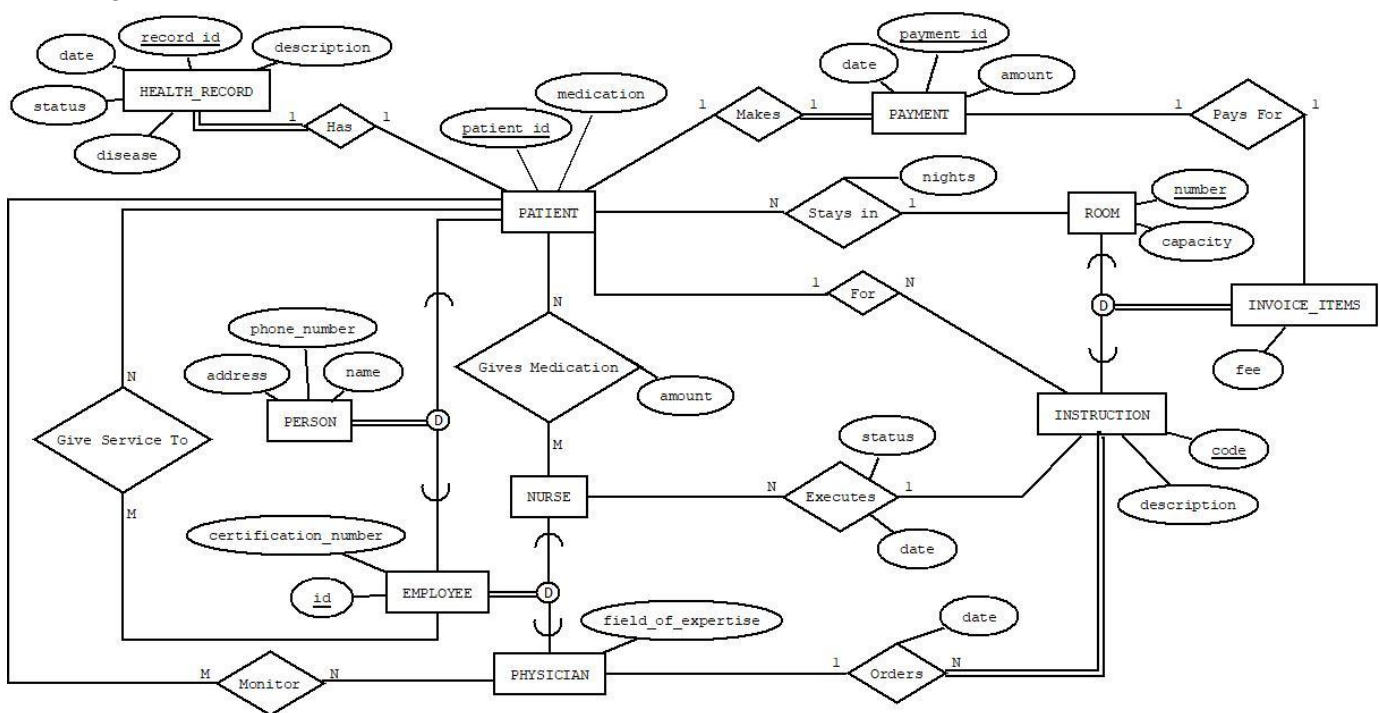 record_id
payment_id
date
description
date
amount
HEALTH_RECORD
medication
PAYMENT
status
1
Has
1
1
Makes
1
1
Pays For
1
patient_id
disease
nights
number
PATIENT
N
Stays in
1
ROOM
capacity
1
For
N
D
INVOICE_ITEMS
N
phone_number
fee
Gives Medication
address
name
N
amount
INSTRUCTION
PERSON
D
Give Service To
M
status
code
NURSE
N
Executes
1
description
M
certification_number
date
id
EMPLOYEE
D
field_of_expertise
date
M
Monitor
N
PHYSICIAN
1
Orders
N